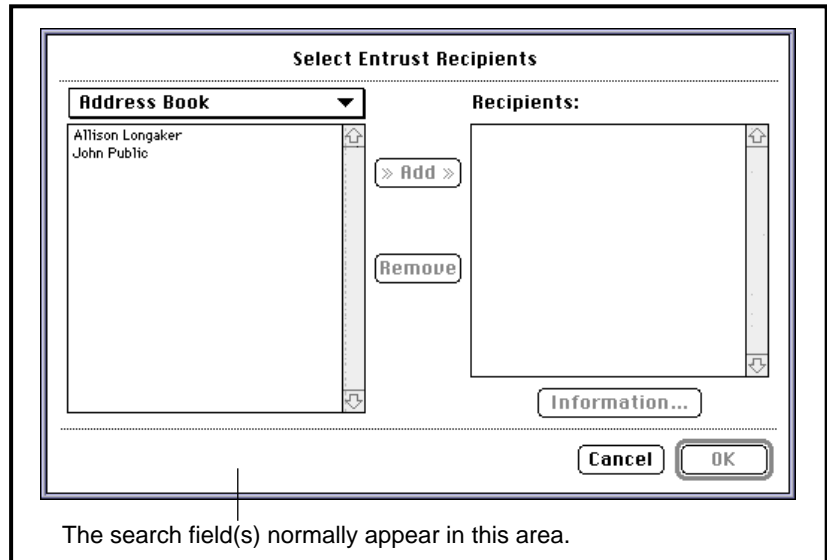 Select Entrust Recipients
Address Book
Recipients:
Allison Longaker
John Public
» Add »
Remove
Information...
Cancel
OK
The search field(s) normally appear in this area.